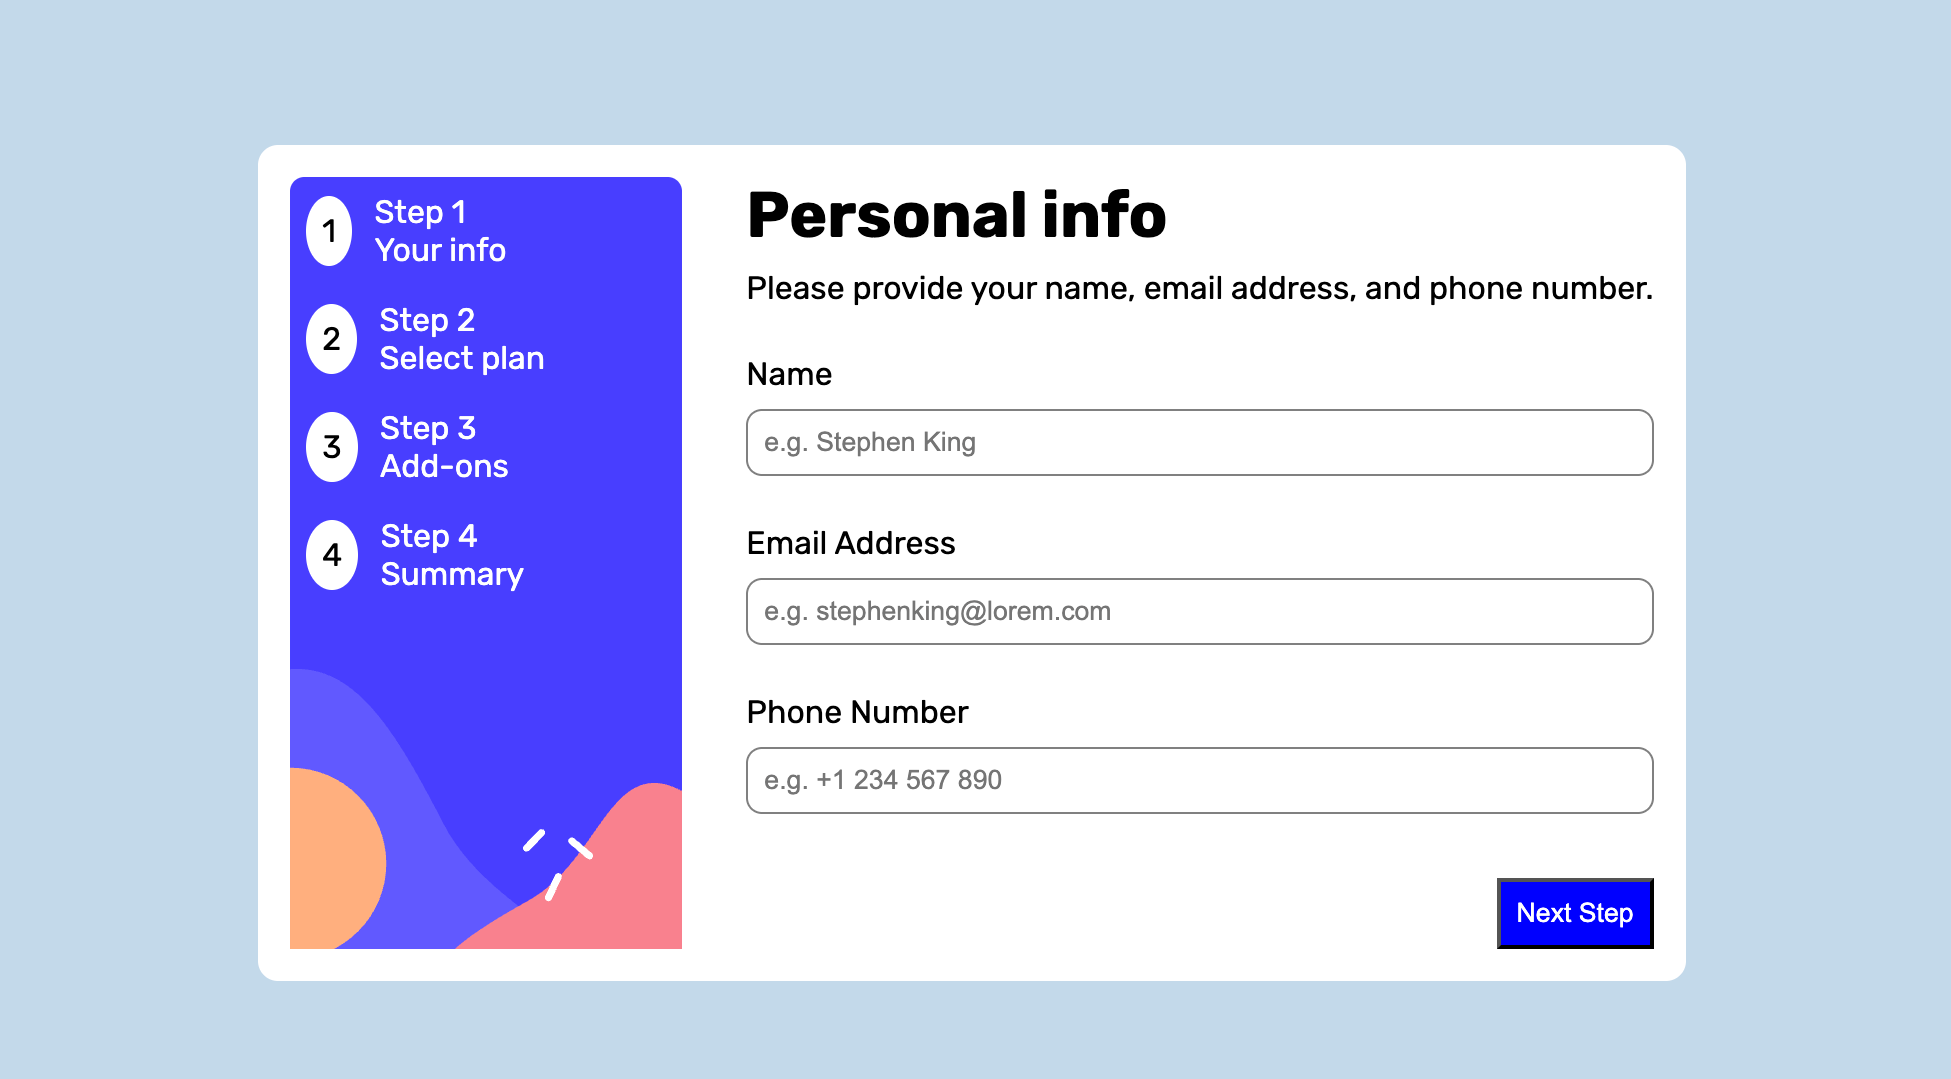 1
Step 1
Your info
2
Step 2
Select plan
3
Step 3
Add-ons
4
Step 4
Summary
Personal info
Please provide your name, email address, and phone number.
Name
e.g. Stephen King
Email Address
e.g. stephenking@lorem.com
Phone Number
e.g. +1 234 567 890
Next Step